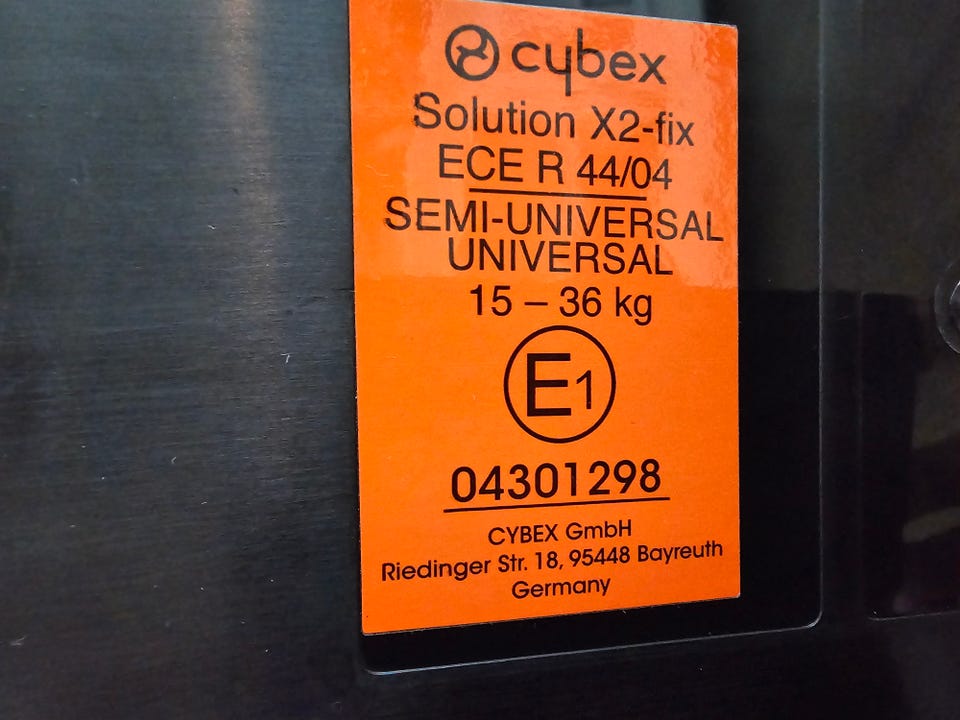 cybex
Solution X2-fix
ECE R 44/04
SEMI-UNIVERSAL
UNIVERSAL
15 – 36 kg
E1
04301298
CYBEX GmbH
Riedinger Str. 18, 95448 Bayreuth
Germany